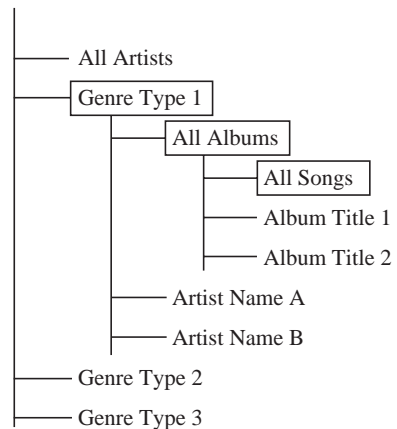 All Artists
Genre Type 1
All Albums
All Songs
Album Title 1
Album Title 2
Artist Name A
Artist Name B
Genre Type 2
Genre Type 3